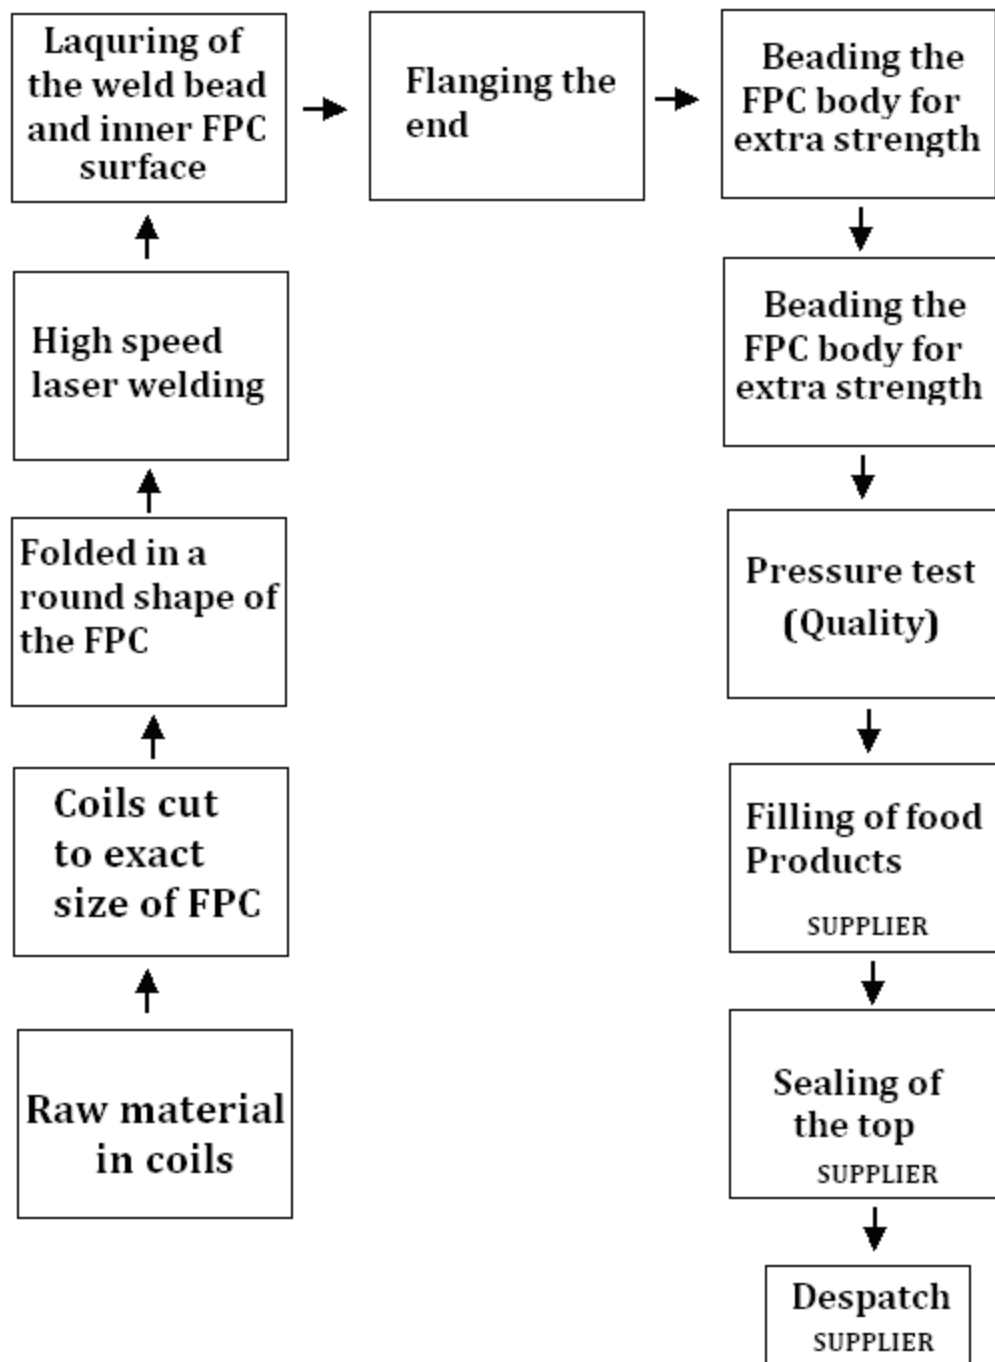 Raw material
in coils
Coils cut
to exact
size of FPC
Folded in a
round shape of
the FPC
High speed
laser welding
Laquring of
the weld bead
and inner FPC
surface
Flanging the
end
Beading the
FPC body for
extra strength
Beading the
FPC body for
extra strength
Pressure test
(Quality)
Filling of food
Products
SUPPLIER
Sealing of
the top
SUPPLIER
Despatch
SUPPLIER